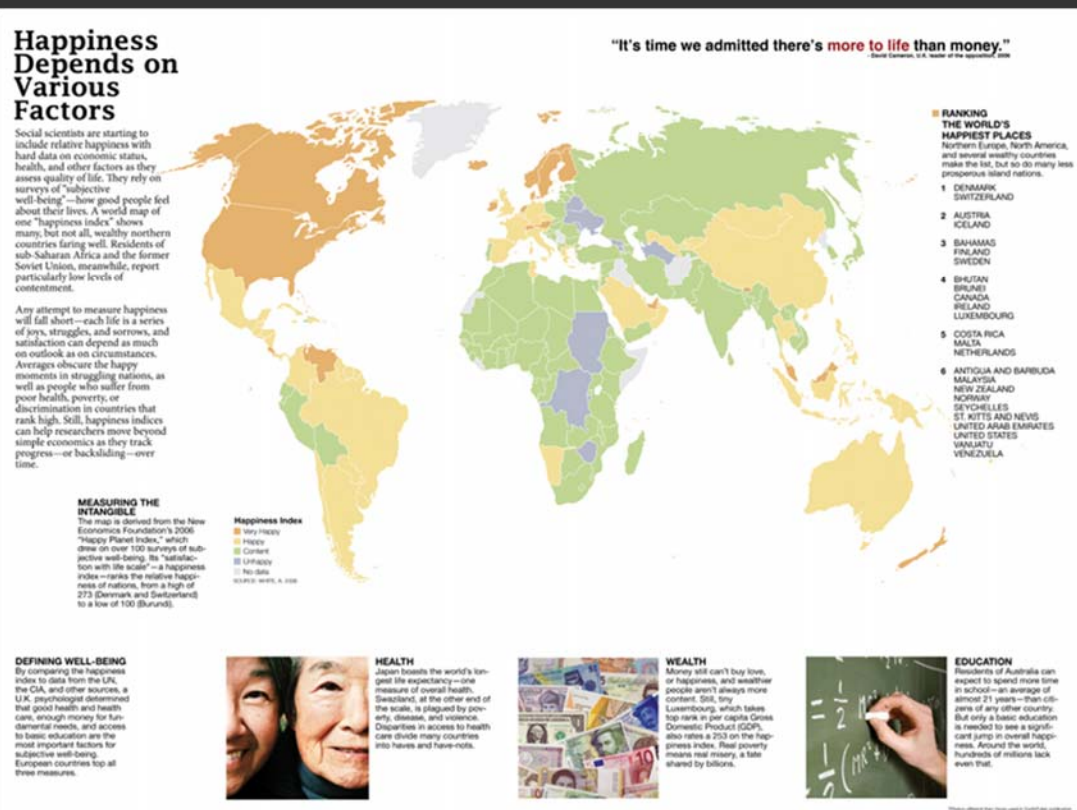 Happiness
Depends on
Various
Factors
Social scientists are starting to
include relative happiness with
hard data on economic status,
health, and other factors as they
assess quality of life. They rely on
surveys of "subjective
well-being"—how good people feel
about their lives. A world map of
one "happiness index" shows
many, but not all, wealthy northern
countries faring well. Residents of
sub-Saharan Africa and the former
Soviet Union, meanwhile, report
particularly low levels of
contentment.
Any attempt to measure happiness
will fall short—each life is a series
of joys, struggles, and sorrows, and
satisfaction can depend as much
on outlook as on circumstances.
Averages obscure the happy
moments in struggling nations, as
well as people who suffer from
poor health, poverty, or
discrimination in countries that
rank high. Still, happiness indices
can help researchers move beyond
simple economics as they track
progress—or backsliding—over
time.
"It's time we admitted there's more to life than money."
- David Cameron, U.K. leader of the opposition, 2006
RANKING
THE WORLD'S
HAPPIEST PLACES
Northern Europe, North America,
and several wealthy countries
make the list, but so do many less
prosperous island nations.
1 DENMARK
SWITZERLAND
2 AUSTRIA
ICELAND
3 BAHAMAS
FINLAND
SWEDEN
4 BHUTAN
BRUNEI
CANADA
IRELAND
LUXEMBOURG
5 COSTA RICA
MALTA
NETHERLANDS
6 ANTIGUA AND BARBUDA
MALAYSIA
NEW ZEALAND
NORWAY
SEYCHELLES
ST. KITTS AND NEVIS
UNITED ARAB EMIRATES
UNITED STATES
VANUATU
VENEZUELA
MEASURING THE
INTANGIBLE
The map is derived from the New
Economics Foundation's 2006
"Happy Planet Index," which
drew on over 100 surveys of sub-
jective well-being. Its "satisfac-
tion with life scale"—a happiness
index—ranks the relative happi-
ness of nations, from a high of
273 (Denmark and Switzerland)
to a low of 100 (Burundi).
Happiness Index
Very Happy
Happy
Content
Unhappy
No data
SOURCE: WHITE, A. 2006
DEFINING WELL-BEING
By comparing the happiness
index to data from the UN,
the CIA, and other sources, a
U.K. psychologist determined
that good health and health
care, enough money for fun-
damental needs, and access
to basic education are the
most important factors for
subjective well-being.
European countries top all
three measures.
HEALTH
Japan boasts the world's lon-
gest life expectancy—one
measure of overall health.
Swaziland, at the other end of
the scale, is plagued by pov-
erty, disease, and violence.
Disparities in access to health
care divide many countries
into haves and have-nots.
WEALTH
Money still can't buy love,
or happiness, and wealthier
people aren't always more
content. Still, tiny
Luxembourg, which takes
top rank in per capita Gross
Domestic Product (GDP),
also rates a 253 on the hap-
piness index. Real poverty
means real misery, a fate
shared by billions.
EDUCATION
Residents of Australia can
expect to spend more time
in school—an average of
almost 21 years—than citi-
zens of any other country.
But only a basic education
is needed to see a signifi-
cant jump in overall happi-
ness. Around the world,
hundreds of millions lack
even that.